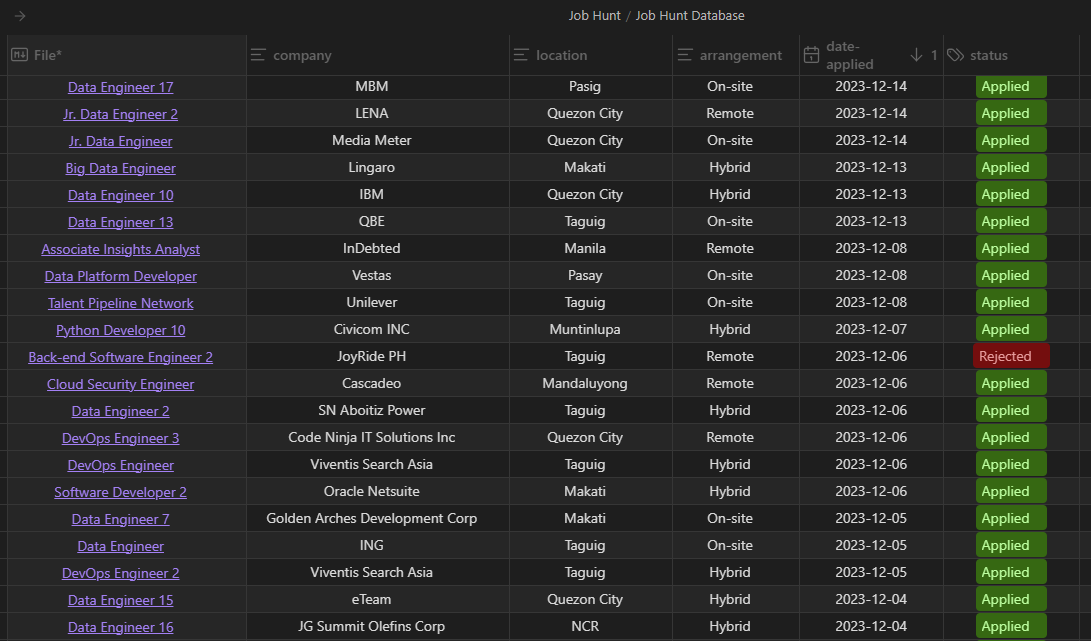 Job Hunt / Job Hunt Database
File* company location arrangement date-applied 1 status
Data Engineer 17 MBM Pasig On-site 2023-12-14 Applied
Jr. Data Engineer 2 LENA Quezon City Remote 2023-12-14 Applied
Jr. Data Engineer Media Meter Quezon City On-site 2023-12-14 Applied
Big Data Engineer Lingaro Makati Hybrid 2023-12-13 Applied
Data Engineer 10 IBM Quezon City Hybrid 2023-12-13 Applied
Data Engineer 13 QBE Taguig On-site 2023-12-13 Applied
Associate Insights Analyst InDebted Manila Remote 2023-12-08 Applied
Data Platform Developer Vestas Pasay On-site 2023-12-08 Applied
Talent Pipeline Network Unilever Taguig On-site 2023-12-08 Applied
Python Developer 10 Civicom INC Muntinlupa Hybrid 2023-12-07 Applied
Back-end Software Engineer 2 JoyRide PH Taguig Remote 2023-12-06 Rejected
Cloud Security Engineer Cascadeo Mandaluyong Remote 2023-12-06 Applied
Data Engineer 2 SN Aboitiz Power Taguig Hybrid 2023-12-06 Applied
DevOps Engineer 3 Code Ninja IT Solutions Inc Quezon City Remote 2023-12-06 Applied
DevOps Engineer Viventis Search Asia Taguig Hybrid 2023-12-06 Applied
Software Developer 2 Oracle Netsuite Makati Hybrid 2023-12-06 Applied
Data Engineer 7 Golden Arches Development Corp Makati On-site 2023-12-05 Applied
Data Engineer ING Taguig On-site 2023-12-05 Applied
DevOps Engineer 2 Viventis Search Asia Taguig Hybrid 2023-12-05 Applied
Data Engineer 15 eTeam Quezon City Hybrid 2023-12-04 Applied
Data Engineer 16 JG Summit Olefins Corp NCR Hybrid 2023-12-04 Applied